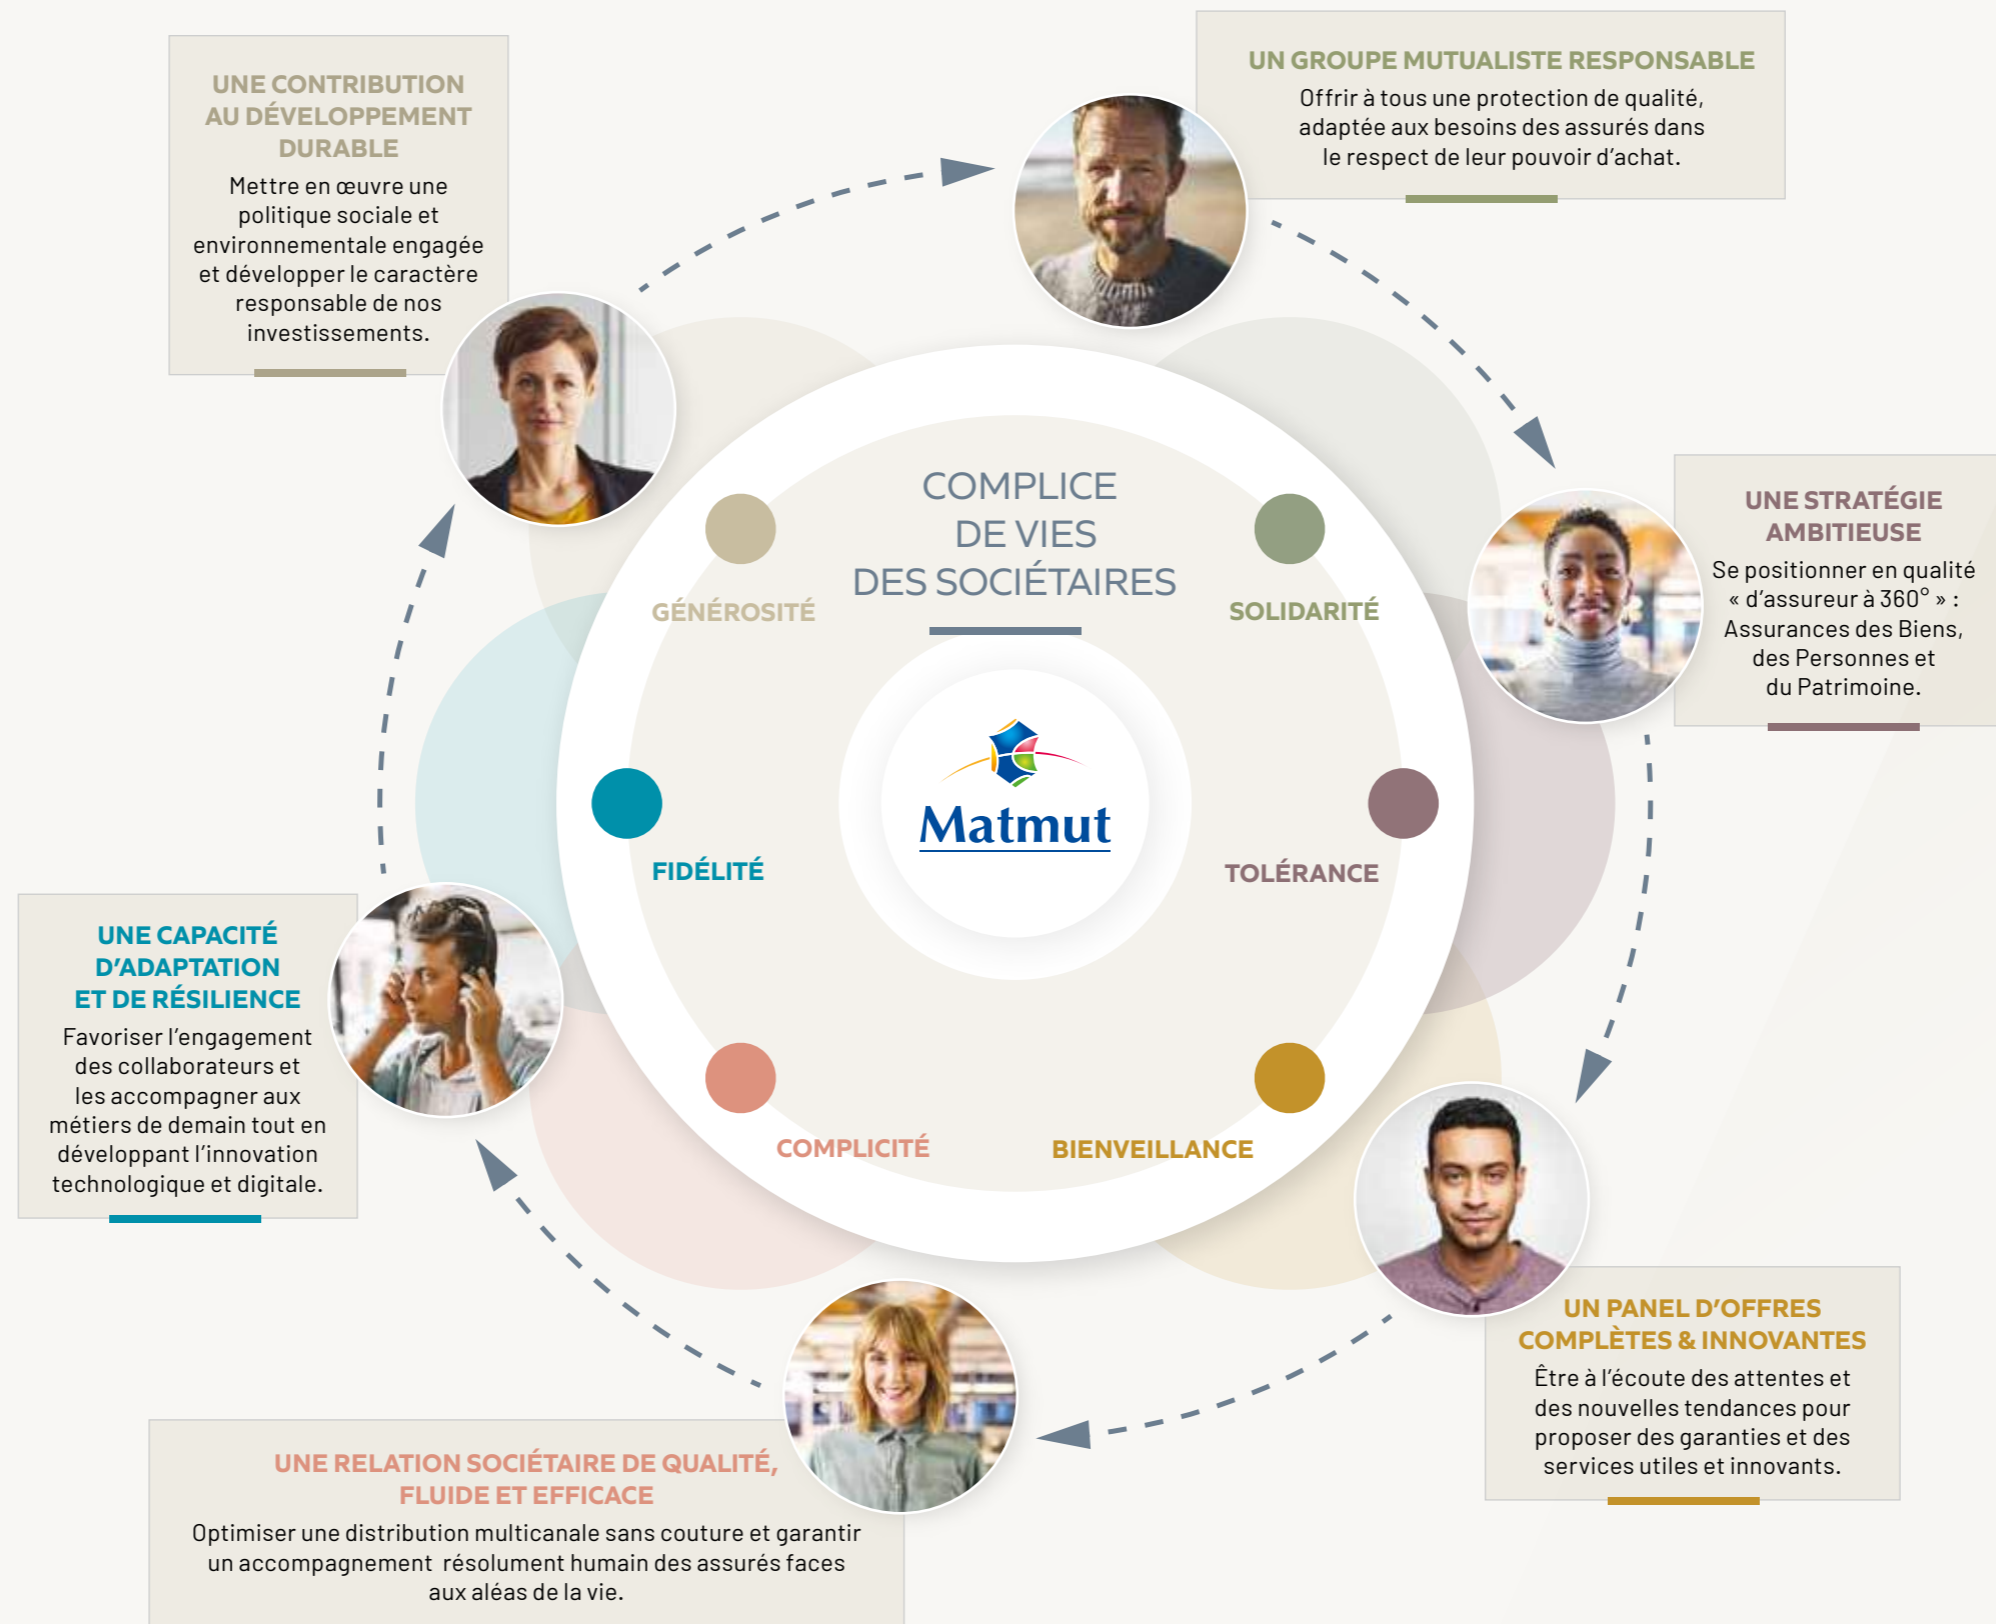 UNE CONTRIBUTION
AU DÉVELOPPEMENT
DURABLE
Mettre en œuvre une
politique sociale et
environnementale engagée
et développer le caractère
responsable de nos
investissements.
UN GROUPE MUTUALISTE RESPONSABLE
Offrir à tous une protection de qualité,
adaptée aux besoins des assurés dans
le respect de leur pouvoir d'achat.
UNE STRATÉGIE
AMBITIEUSE
Se positionner en qualité
« d'assureur à 360° » :
Assurances des Biens,
des Personnes et
du Patrimoine.
COMPLICE
DE VIES
DES SOCIÉTAIRES
GÉNÉROSITÉ
SOLIDARITÉ
Matmut
FIDÉLITÉ
TOLÉRANCE
COMPLICITÉ
BIENVEILLANCE
UNE CAPACITÉ
D'ADAPTATION
ET DE RÉSILIENCE
Favoriser l'engagement
des collaborateurs et
les accompagner aux
métiers de demain tout en
développant l'innovation
technologique et digitale.
UN PANEL D'OFFRES
COMPLÈTES & INNOVANTES
Être à l'écoute des attentes et
des nouvelles tendances pour
proposer des garanties et des
services utiles et innovants.
UNE RELATION SOCIÉTAIRE DE QUALITÉ,
FLUIDE ET EFFICACE
Optimiser une distribution multicanale sans couture et garantir
un accompagnement résolument humain des assurés faces
aux aléas de la vie.